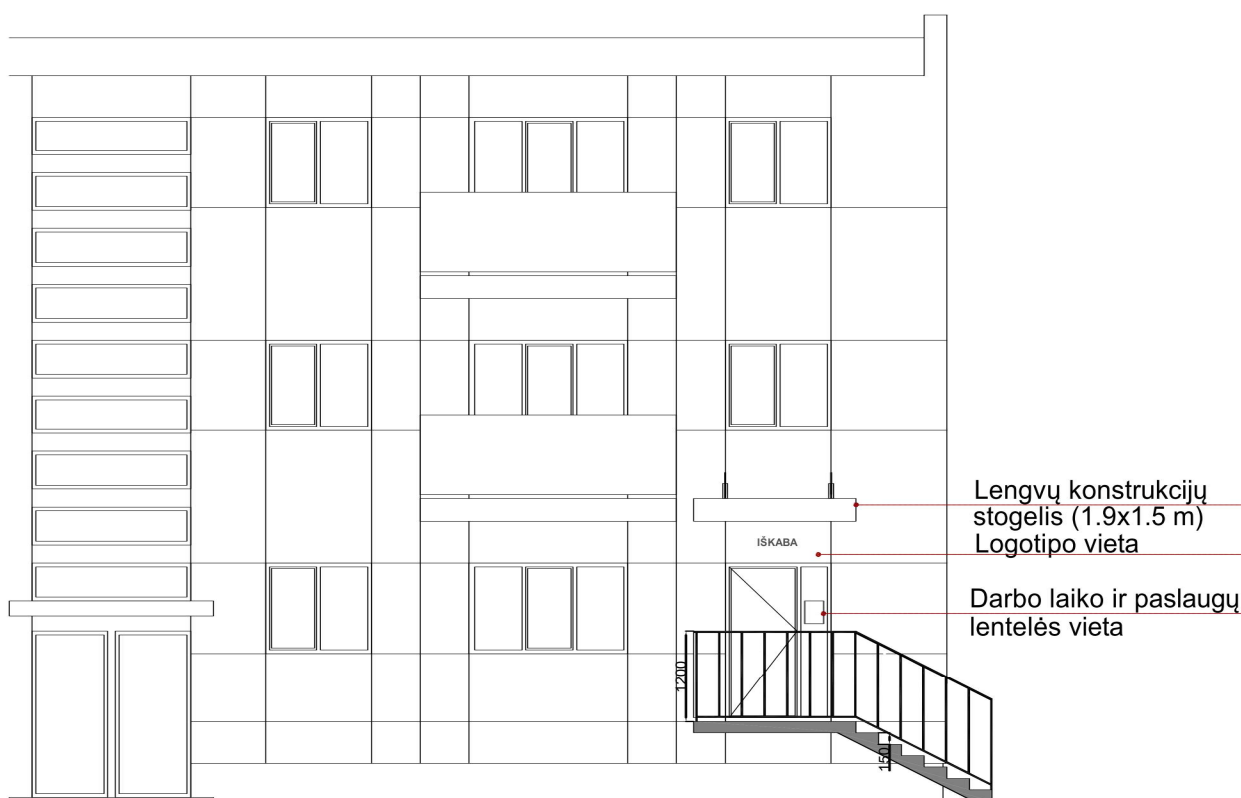 Lengvų konstrukcijų
stogelis (1.9x1.5 m)
IŠKABA
Logotipo vieta
Darbo laiko ir paslaugų
lentelės vieta
1200
150